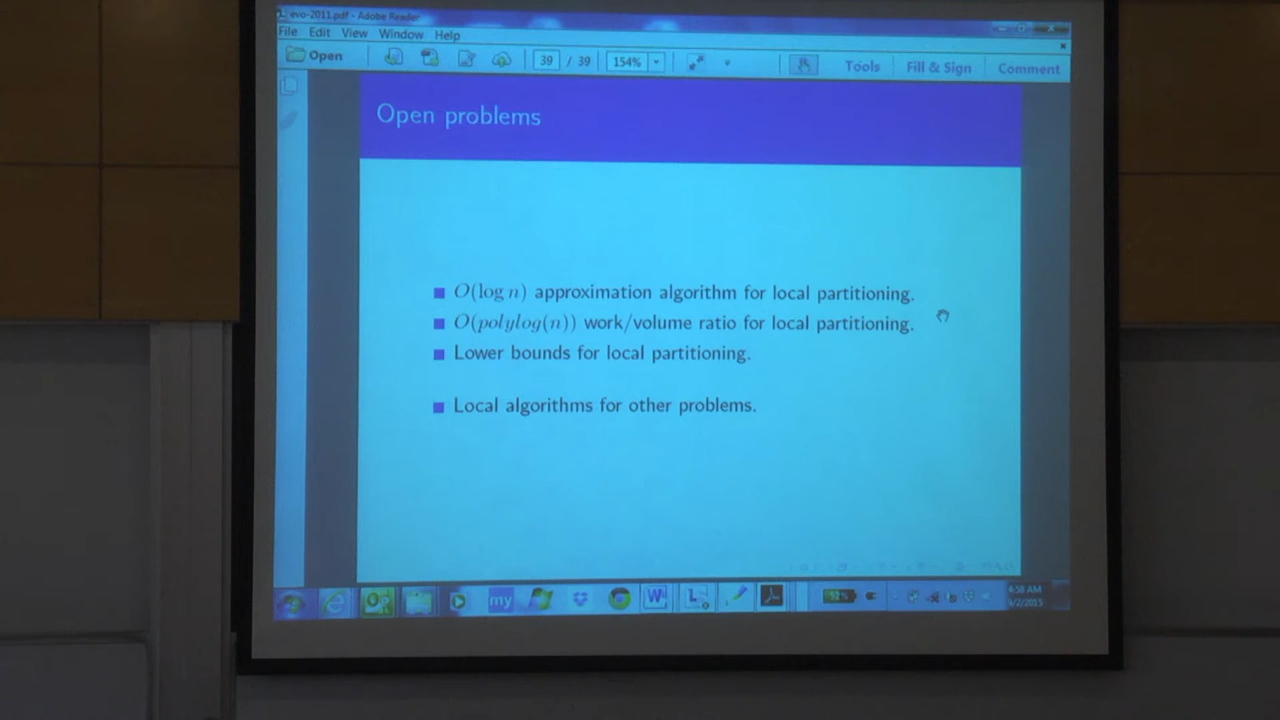 evo-2011.pdf - Adobe Reader
File Edit View Window Help
Open 39 / 39 154% Tools Fill & Sign Comment
Open problems
O(log n) approximation algorithm for local partitioning.
O(polylog(n)) work/volume ratio for local partitioning.
Lower bounds for local partitioning.
Local algorithms for other problems.
my
52%
4:58 AM
9/2/2015